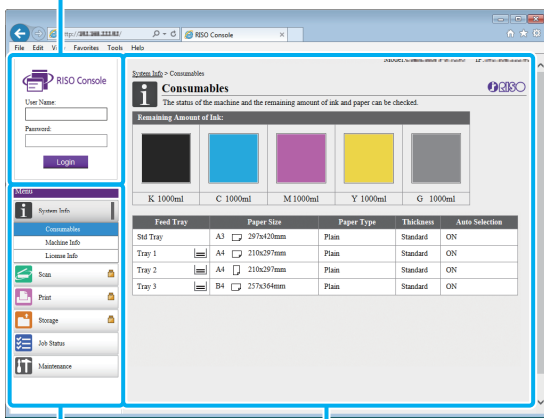 RISO Console
File Edit Favorites Tools Help
RISO Console
User Name:
Password:
Login
Menu
System Info
Consumables
Machine Info
License Info
Scan
Print
Storage
Job Status
Maintenance
System Info > Consumables
RISO
Consumables
The status of the machine and the remaining amount of ink and paper can be checked.
Remaining Amount of Ink:
K 1000ml C 1000ml M 1000ml Y 1000ml G 1000ml
Feed Tray Paper Size Paper Type Thickness Auto Selection
Std Tray A3 297x420mm Plain Standard ON
Tray 1 A4 210x297mm Plain Standard ON
Tray 2 A4 210x297mm Plain Standard ON
Tray 3 B4 257x364mm Plain Standard ON